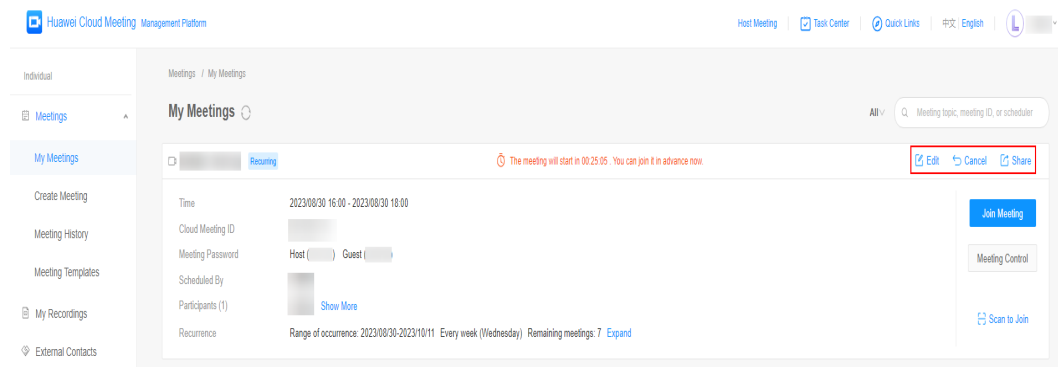 Huawei Cloud Meeting Management Platform
Host Meeting Task Center Quick Links 中文 English L
Individual
Meetings / My Meetings
Meetings
My Meetings
All Meeting topic, meeting ID, or scheduler
My Meetings
Recurring The meeting will start in 00:25:05 . You can join it in advance now. Edit Cancel Share
Create Meeting
Time 2023/08/30 16:00 - 2023/08/30 18:00
Join Meeting
Cloud Meeting ID
Meeting History
Meeting Password Host ( ) Guest ( )
Meeting Control
Meeting Templates
Scheduled By
Participants (1) Show More
My Recordings
Scan to Join
Recurrence Range of occurrence: 2023/08/30-2023/10/11 Every week (Wednesday) Remaining meetings: 7 Expand
External Contacts